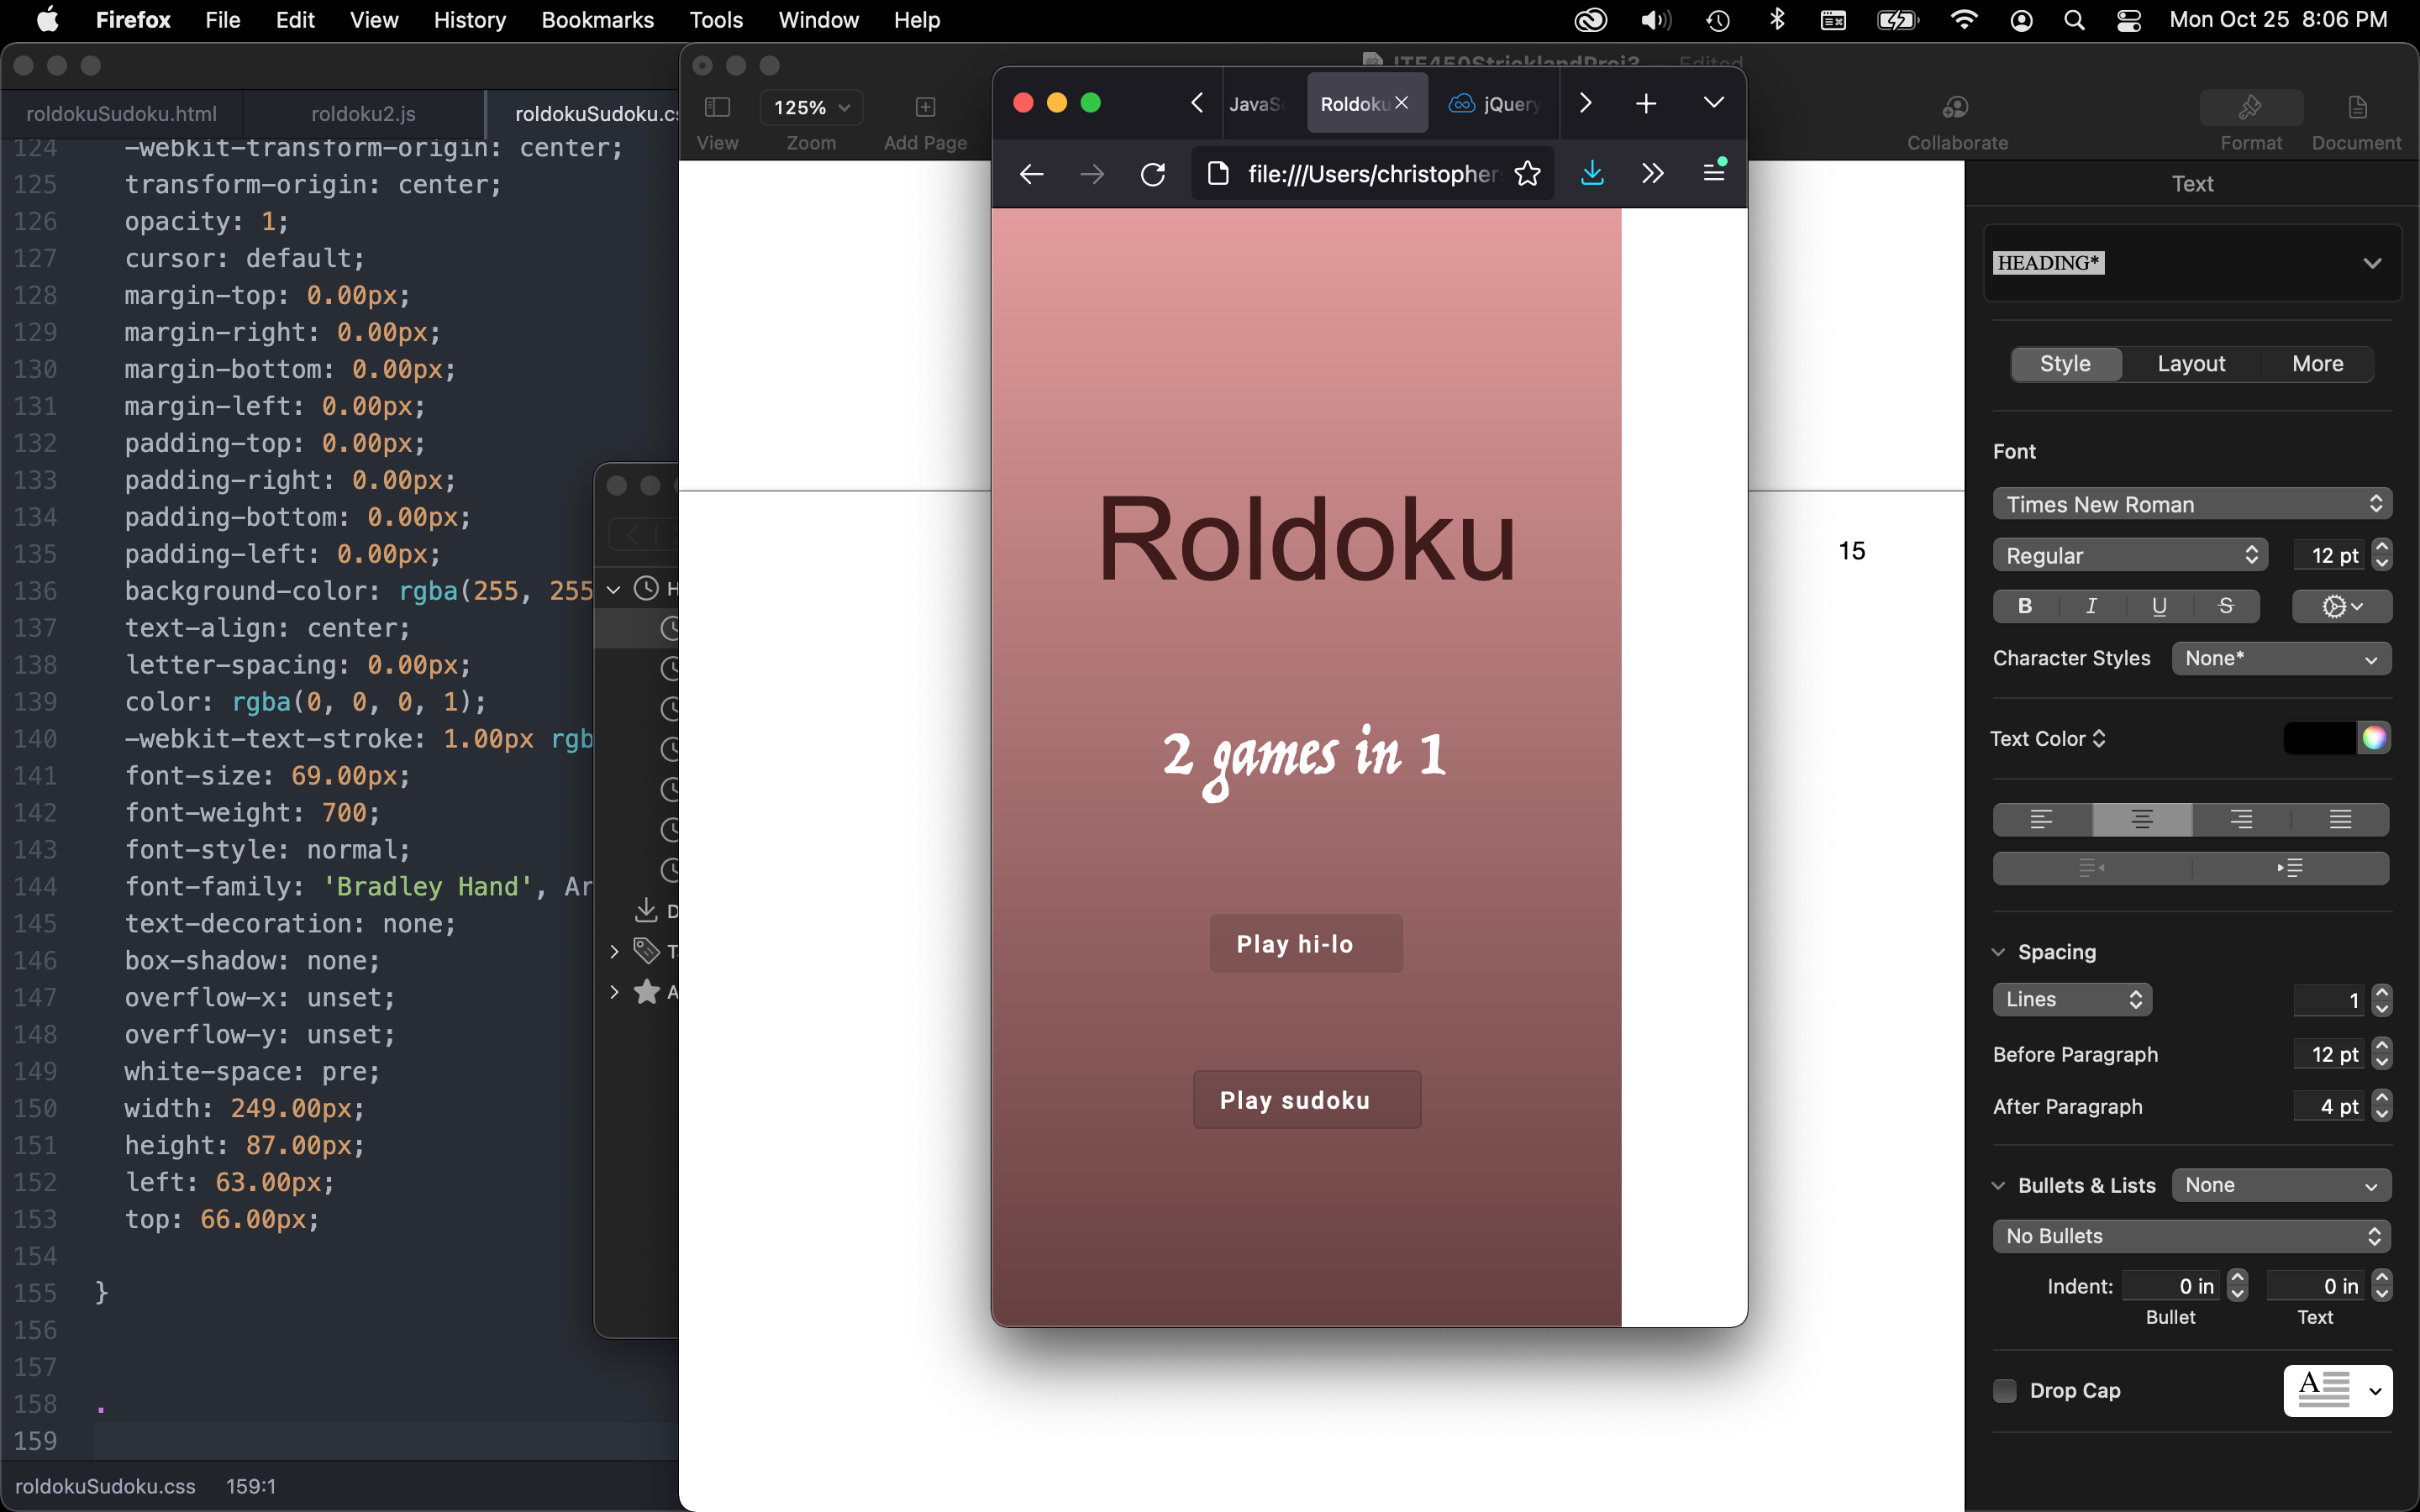 Firefox File Edit View History Bookmarks Tools Window Help
Mon Oct 25 8:06 PM
roldokuSudoku.html
roldoku2.js
roldokuSudoku.cs
124 -webkit-transform-origin: center;
125 transform-origin: center;
126 opacity: 1;
127 cursor: default;
128 margin-top: 0.00px;
129 margin-right: 0.00px;
130 margin-bottom: 0.00px;
131 margin-left: 0.00px;
132 padding-top: 0.00px;
133 padding-right: 0.00px;
134 padding-bottom: 0.00px;
135 padding-left: 0.00px;
136 background-color: rgba(255, 255
137 text-align: center;
138 letter-spacing: 0.00px;
139 color: rgba(0, 0, 0, 1);
140 -webkit-text-stroke: 1.00px rgb
141 font-size: 69.00px;
142 font-weight: 700;
143 font-style: normal;
144 font-family: 'Bradley Hand', Ar
145 text-decoration: none;
146 box-shadow: none;
147 overflow-x: unset;
148 overflow-y: unset;
149 white-space: pre;
150 width: 249.00px;
151 height: 87.00px;
152 left: 63.00px;
153 top: 66.00px;
154
155 }
156
157
158 .
159
roldokuSudoku.css 159:1
H
D
T
A
ITE450StricklandProj3 Edited
125%
View
Zoom
Add Page
Collaborate
Format
Document
JavaS
Roldoku
jQuery
file:///Users/christopher
Roldoku
2 games in 1
Play hi-lo
Play sudoku
15
Text
HEADING*
Style
Layout
More
Font
Times New Roman
Regular
12 pt
B I U S
Character Styles
None*
Text Color
Spacing
Lines
1
Before Paragraph
12 pt
After Paragraph
4 pt
Bullets & Lists
None
No Bullets
Indent:
0 in
0 in
Bullet
Text
Drop Cap
A